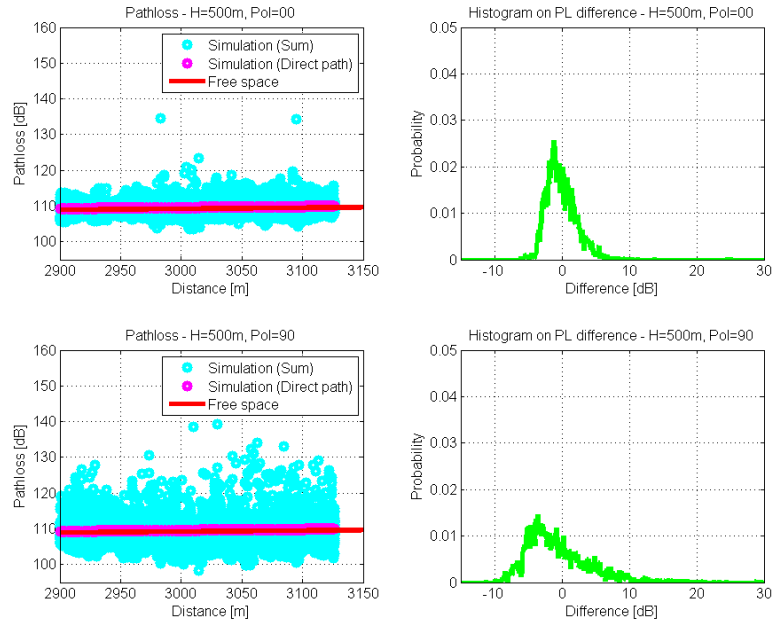 Pathloss - H=500m, Pol=00
160
150
140
130
120
110
100
2900
2950
3000
3050
3100
3150
Pathloss [dB]
Distance [m]
Simulation (Sum)
Simulation (Direct path)
Free space
Histogram on PL difference - H=500m, Pol=00
0.05
0.04
0.03
0.02
0.01
0
-10
0
10
20
30
Probability
Difference [dB]
Pathloss - H=500m, Pol=90
160
150
140
130
120
110
100
2900
2950
3000
3050
3100
3150
Pathloss [dB]
Distance [m]
Simulation (Sum)
Simulation (Direct path)
Free space
Histogram on PL difference - H=500m, Pol=90
0.05
0.04
0.03
0.02
0.01
0
-10
0
10
20
30
Probability
Difference [dB]